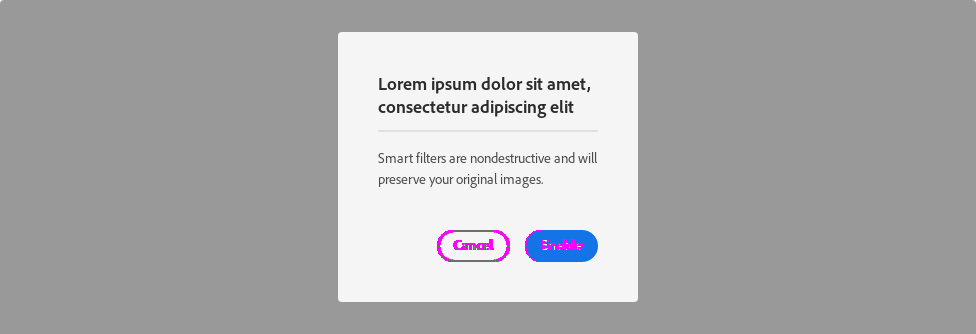 Lorem ipsum dolor sit amet,
consectetur adipiscing elit
Smart filters are nondestructive and will
preserve your original images.
Cancel
Enable